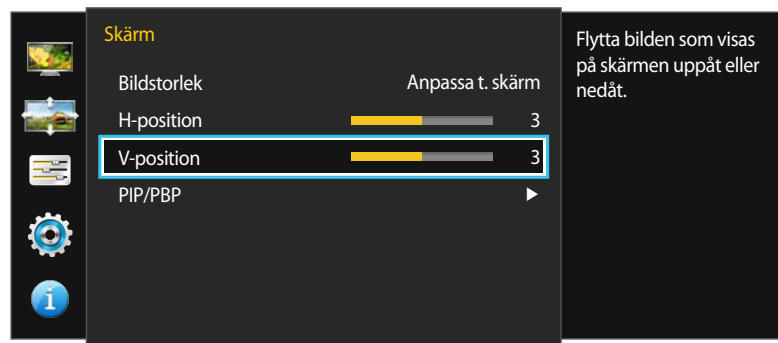 Skärm
Bildstorlek Anpassa t. skärm
H-position 3
V-position 3
PIP/PBP
Flytta bilden som visas
på skärmen uppåt eller
nedåt.